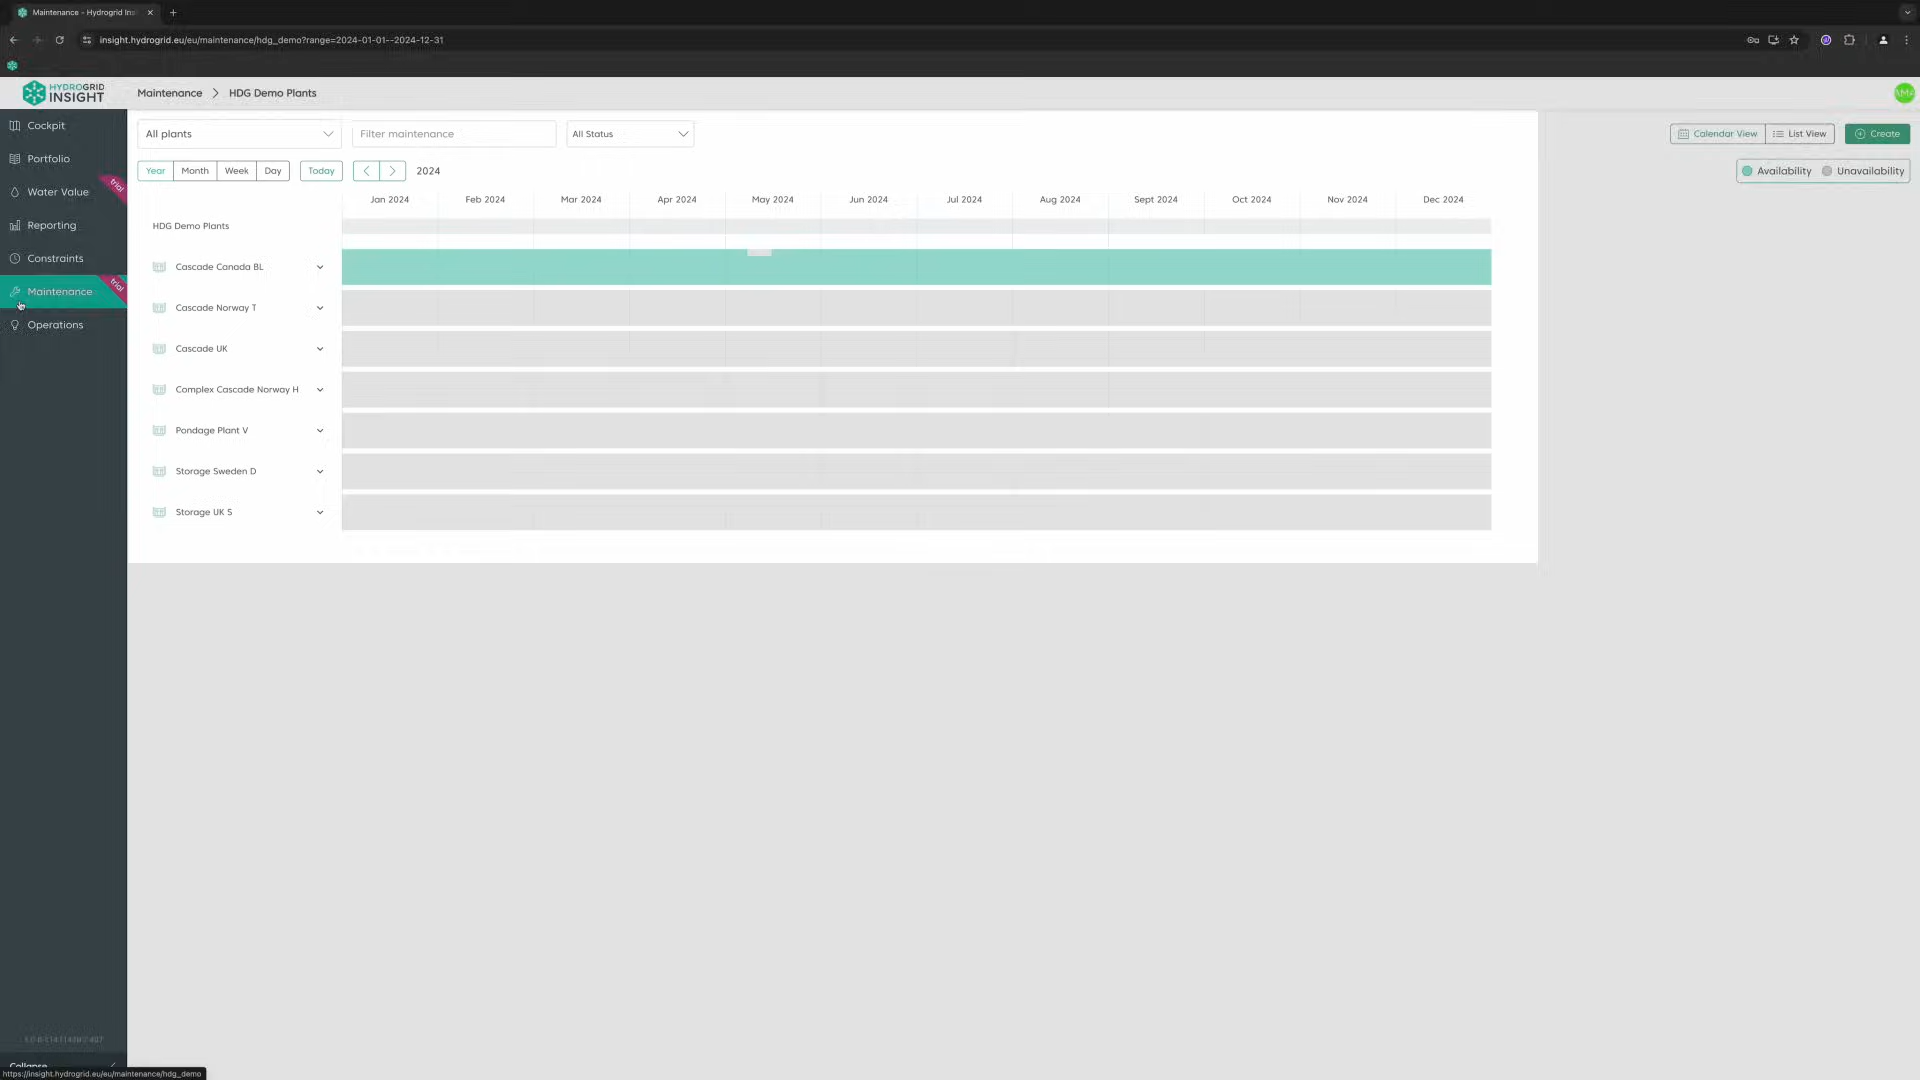 Maintenance - Hydrogrid Ins
insight.hydrogrid.eu/eu/maintenance/hdg_demo?range=2024-01-01--2024-12-31
HYDROGRID
INSIGHT
Maintenance > HDG Demo Plants
Cockpit
Portfolio
Water Value
trial
Reporting
Constraints
Maintenance
trial
Operations
All plants
Filter maintenance
All Status
Calendar View
List View
Create
Year
Month
Week
Day
Today
2024
Availability
Unavailability
Jan 2024
Feb 2024
Mar 2024
Apr 2024
May 2024
Jun 2024
Jul 2024
Aug 2024
Sept 2024
Oct 2024
Nov 2024
Dec 2024
HDG Demo Plants
Cascade Canada BL
Cascade Norway T
Cascade UK
Complex Cascade Norway H
Pondage Plant V
Storage Sweden D
Storage UK S
Collapse
https://insight.hydrogrid.eu/eu/maintenance/hdg_demo